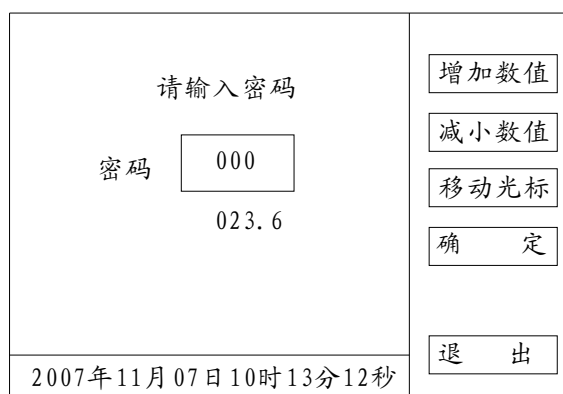 请输入密码
密码 000
023.6
2007年11月07日10时13分12秒
增加数值
减小数值
移动光标
确 定
退 出